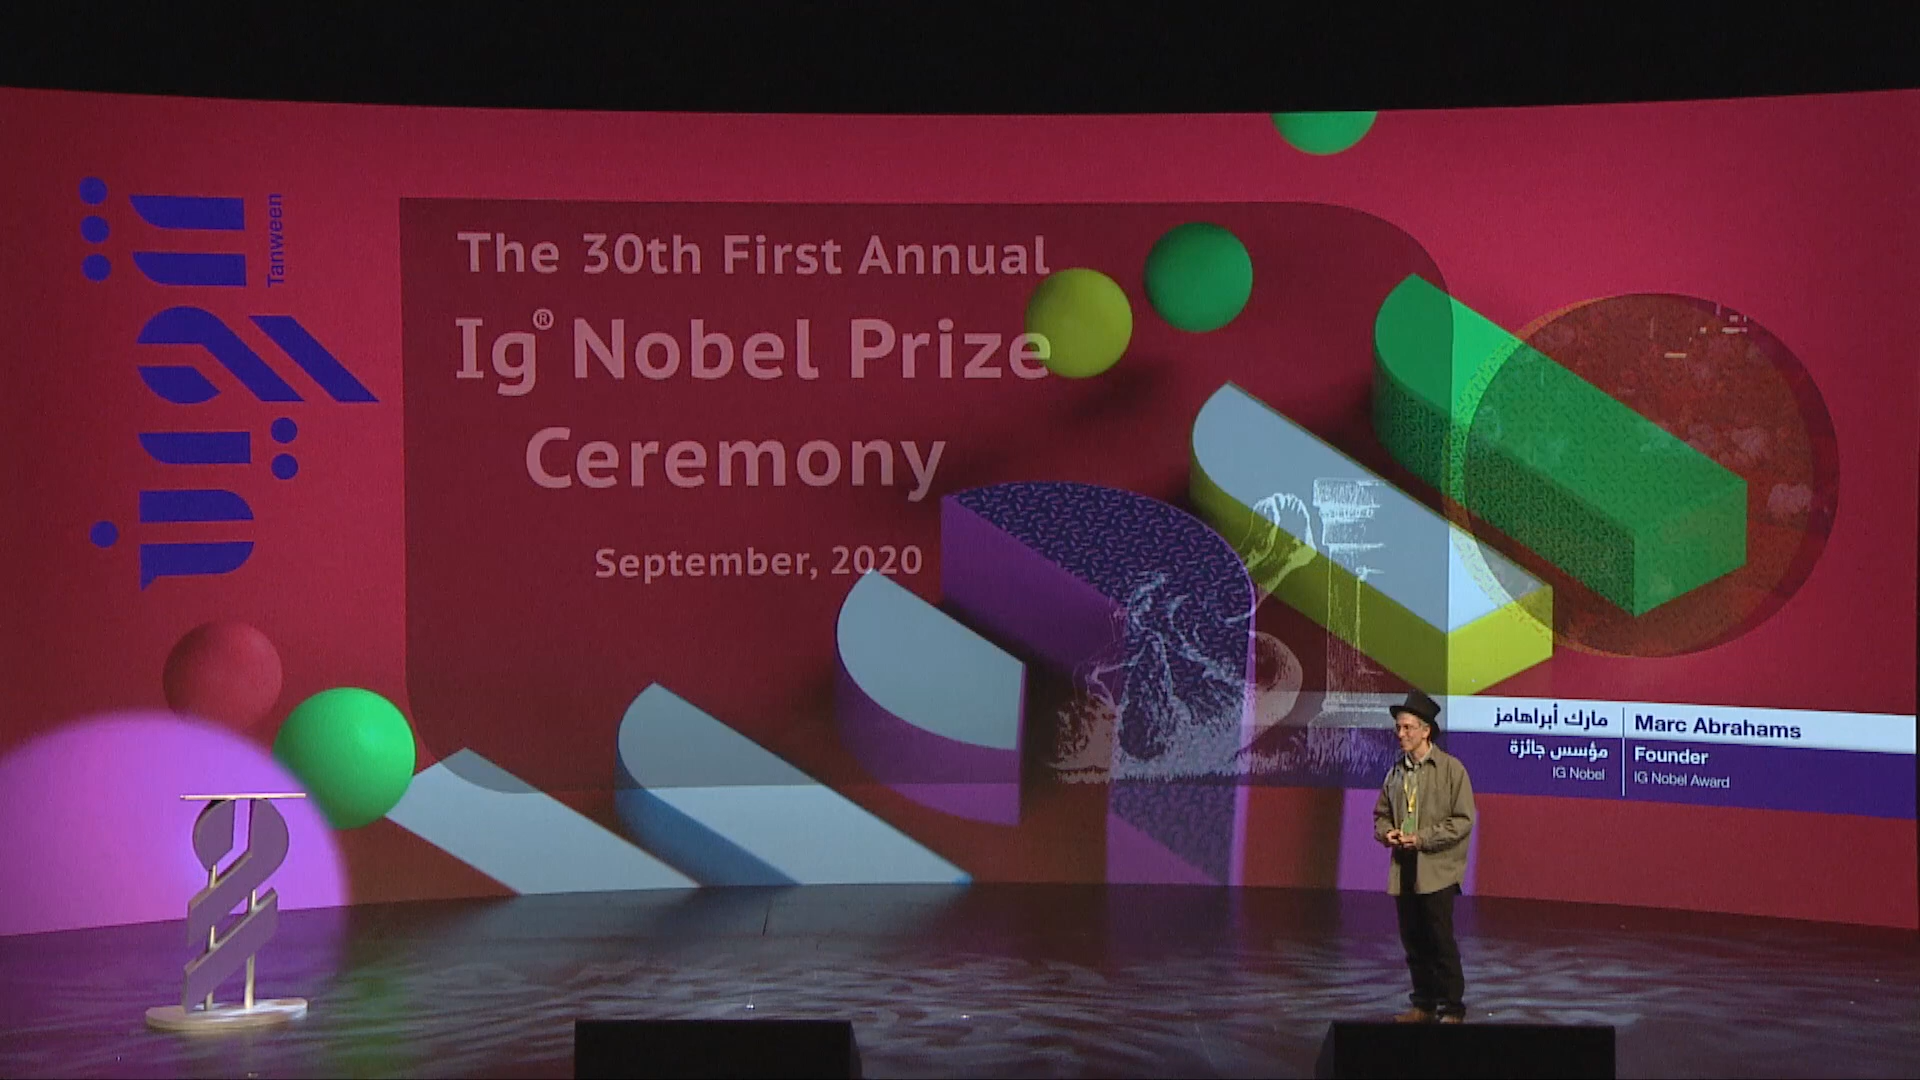 تنوين
Tanween
The 30th First Annual
Ig® Nobel Prize
Ceremony
September, 2020
مارك أبراهامز
Marc Abrahams
مؤسس جائزة
Founder
IG Nobel
IG Nobel Award